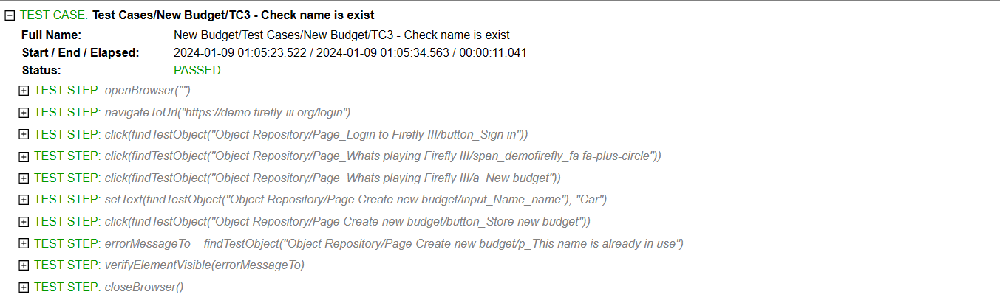 TEST CASE: Test Cases/New Budget/TC3 - Check name is exist
Full Name: New Budget/Test Cases/New Budget/TC3 - Check name is exist
Start / End / Elapsed: 2024-01-09 01:05:23.522 / 2024-01-09 01:05:34.563 / 00:00:11.041
Status: PASSED
TEST STEP: openBrowser("")
TEST STEP: navigateToUrl("https://demo.firefly-iii.org/login")
TEST STEP: click(findTestObject("Object Repository/Page_Login to Firefly III/button_Sign in"))
TEST STEP: click(findTestObject("Object Repository/Page_Whats playing Firefly III/span_demofirefly_fa fa-plus-circle"))
TEST STEP: click(findTestObject("Object Repository/Page_Whats playing Firefly III/a_New budget"))
TEST STEP: setText(findTestObject("Object Repository/Page Create new budget/input_Name_name"), "Car")
TEST STEP: click(findTestObject("Object Repository/Page Create new budget/button_Store new budget"))
TEST STEP: errorMessageTo = findTestObject("Object Repository/Page Create new budget/p_This name is already in use")
TEST STEP: verifyElementVisible(errorMessageTo)
TEST STEP: closeBrowser()